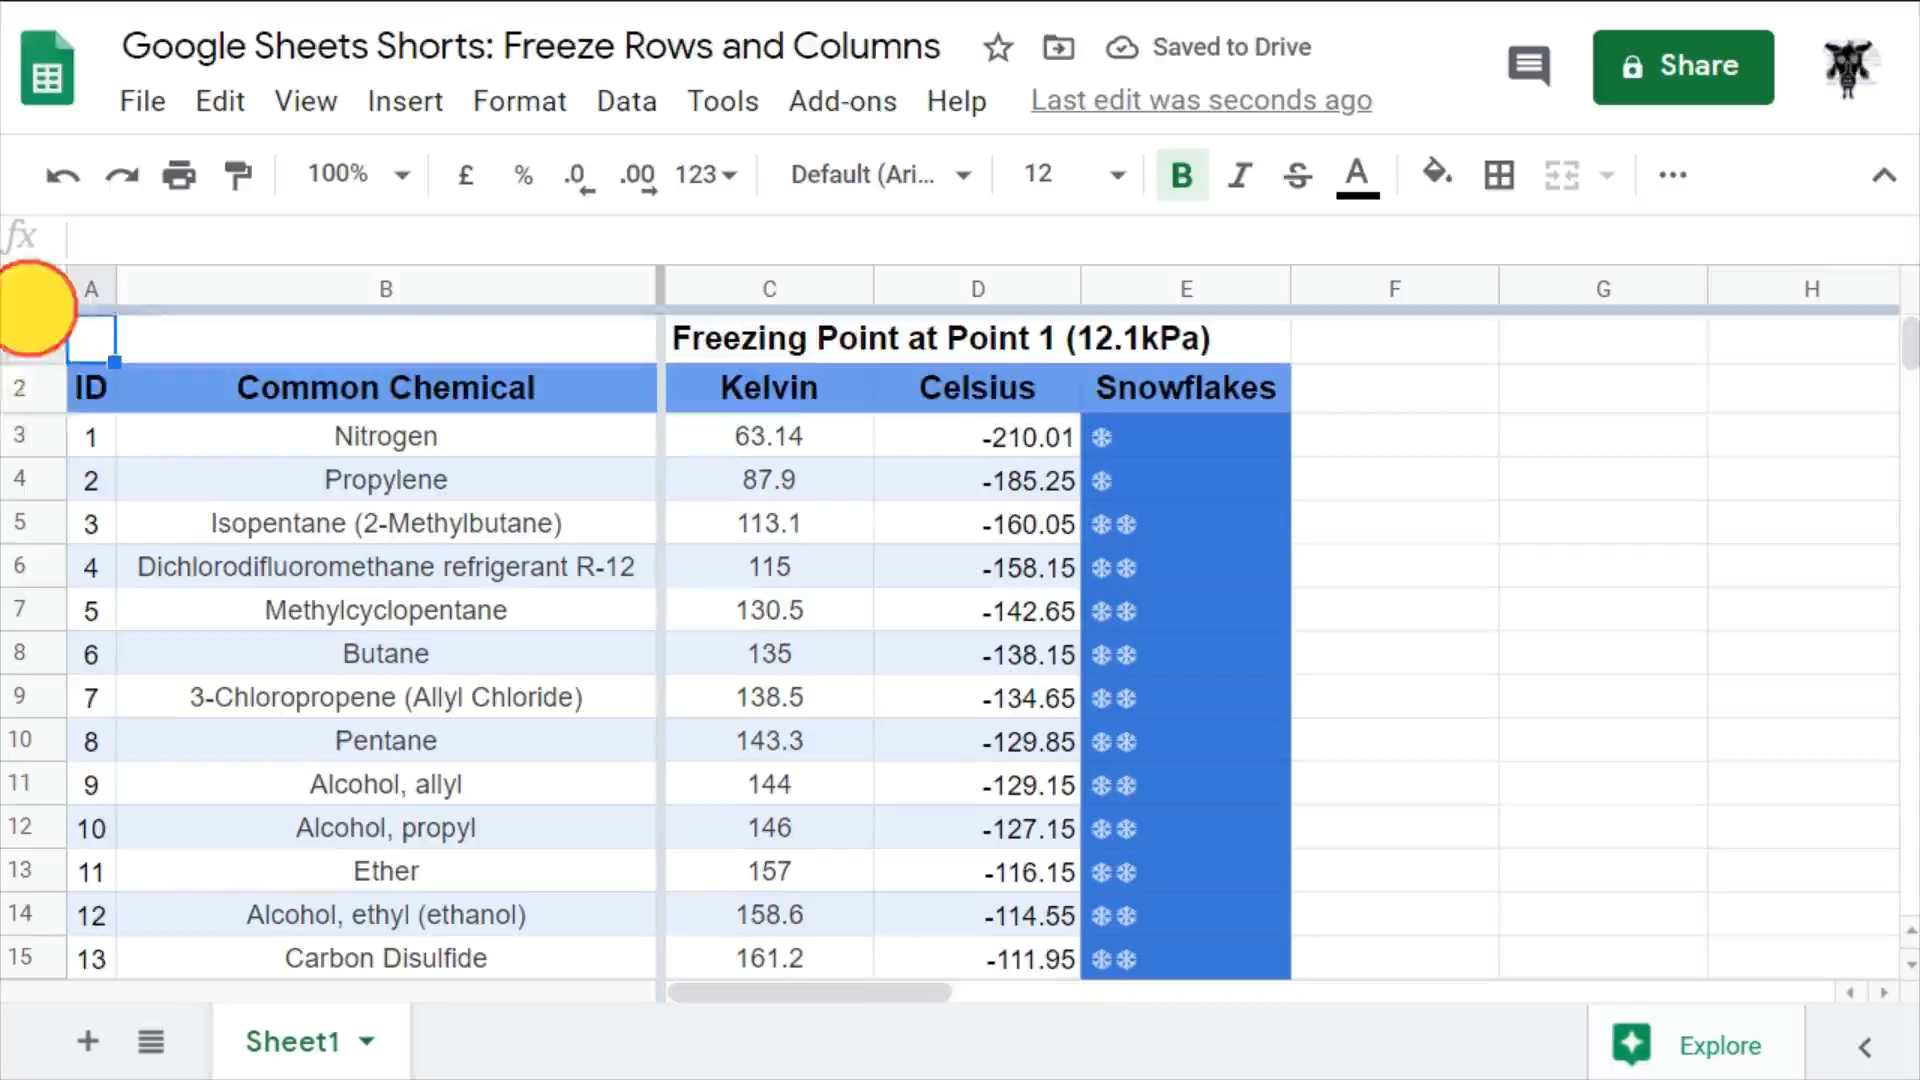 Google Sheets Shorts: Freeze Rows and Columns Saved to Drive
Share
File Edit View Insert Format Data Tools Add-ons Help Last edit was seconds ago
100% £ % .0 .00 123 Default (Ari... 12 B I S A
fx
A B C D E F G H
Freezing Point at Point 1 (12.1kPa)
2 ID Common Chemical Kelvin Celsius Snowflakes
3 1 Nitrogen 63.14 -210.01 ❄
4 2 Propylene 87.9 -185.25 ❄
5 3 Isopentane (2-Methylbutane) 113.1 -160.05 ❄❄
6 4 Dichlorodifluoromethane refrigerant R-12 115 -158.15 ❄❄
7 5 Methylcyclopentane 130.5 -142.65 ❄❄
8 6 Butane 135 -138.15 ❄❄
9 7 3-Chloropropene (Allyl Chloride) 138.5 -134.65 ❄❄
10 8 Pentane 143.3 -129.85 ❄❄
11 9 Alcohol, allyl 144 -129.15 ❄❄
12 10 Alcohol, propyl 146 -127.15 ❄❄
13 11 Ether 157 -116.15 ❄❄
14 12 Alcohol, ethyl (ethanol) 158.6 -114.55 ❄❄
15 13 Carbon Disulfide 161.2 -111.95 ❄❄
Sheet1 Explore